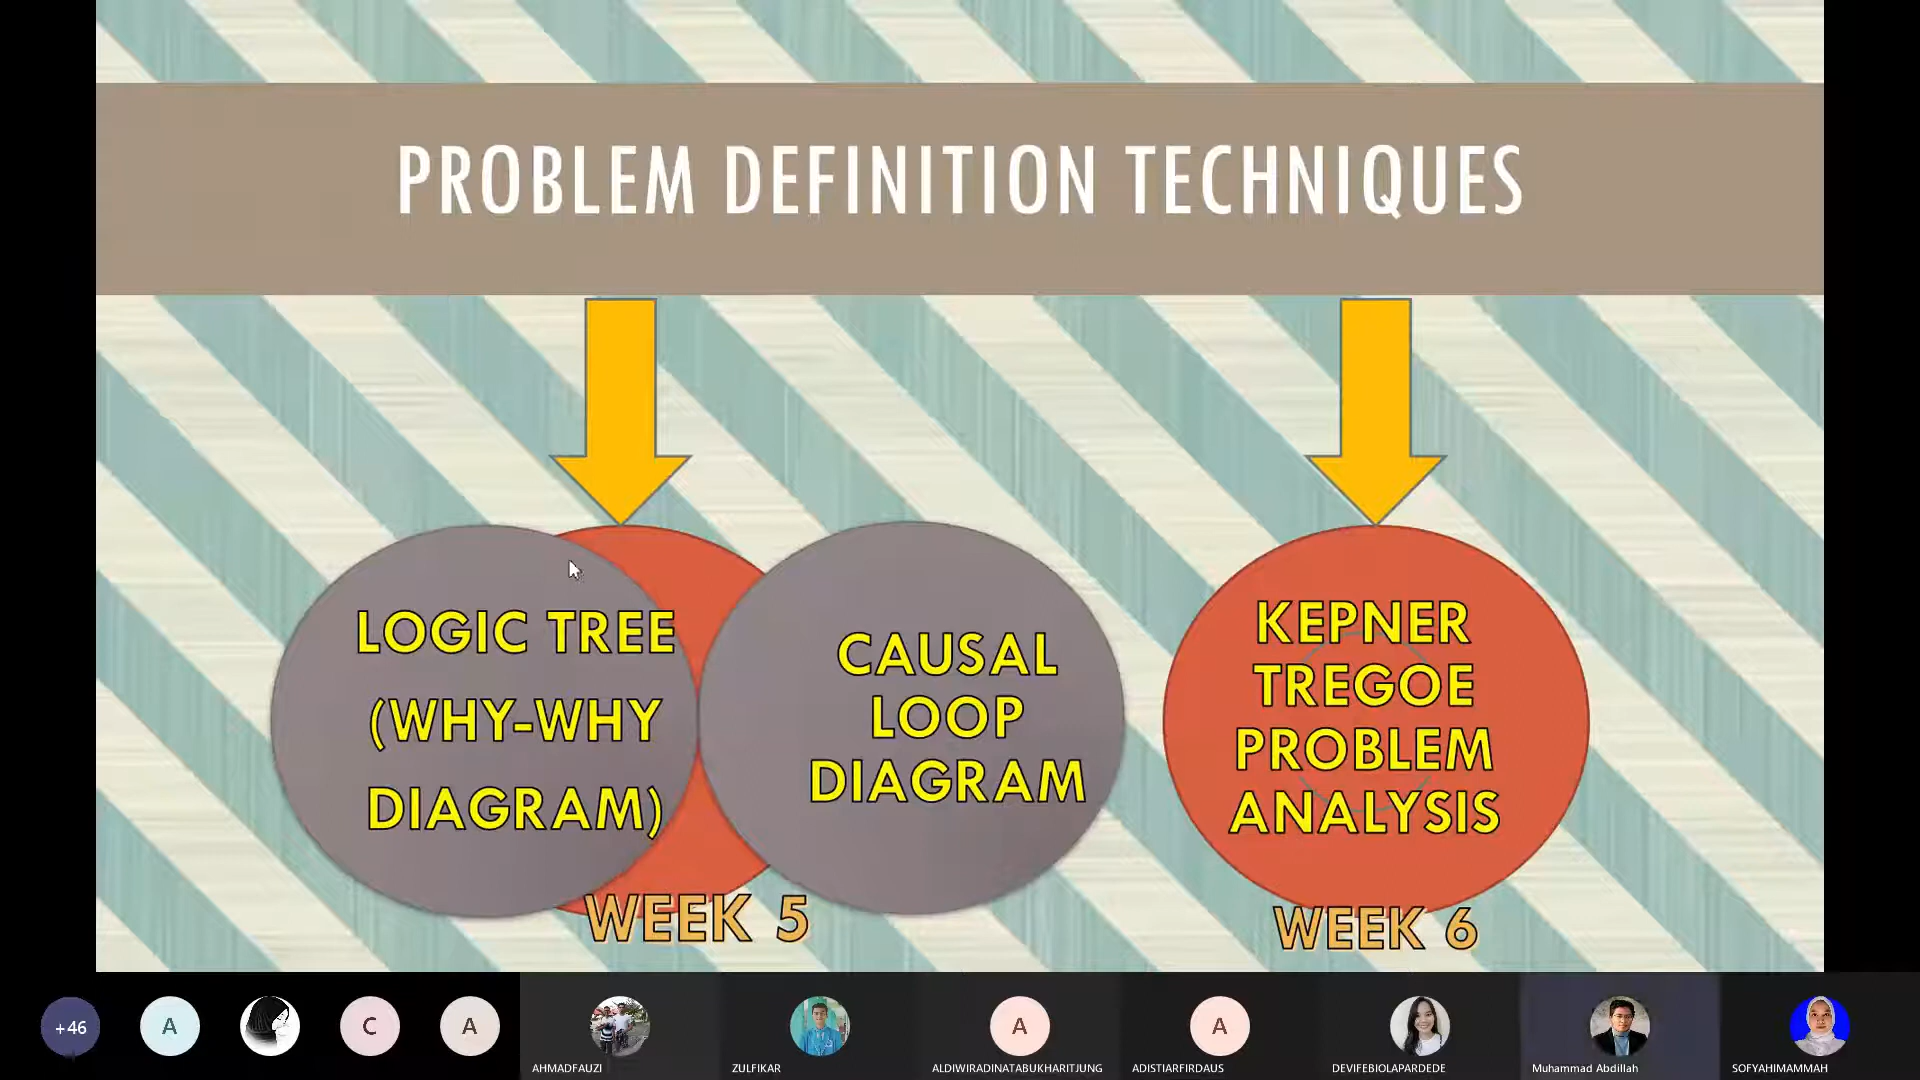 PROBLEM DEFINITION TECHNIQUES
LOGIC TREE
(WHY-WHY
DIAGRAM)
CAUSAL
LOOP
DIAGRAM
KEPNER
TREGOE
PROBLEM
ANALYSIS
WEEK 5
WEEK 6
+46
A
C
A
A
A
AHMADFAUZI
ZULFIKAR
ALDIWIRADINATABUKHARITJUNG
ADISTIARFIRDAUS
DEVIFEBIOLAPARDEDE
Muhammad Abdillah
SOFYAHIMAMMAH